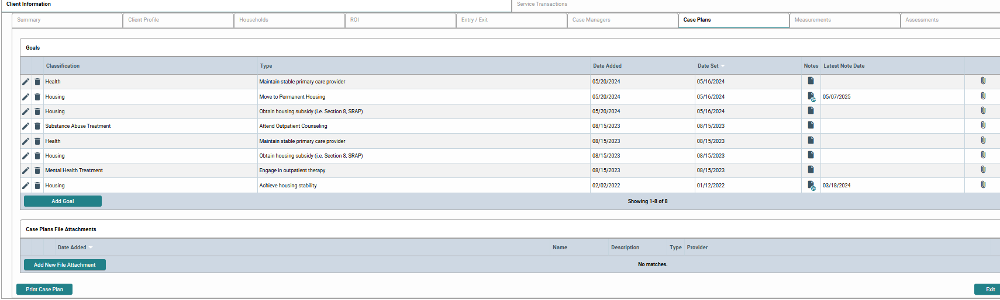 Client Information Service Transactions
Summary Client Profile Households ROI Entry / Exit Case Managers Case Plans Measurements Assessments
Goals
Classification Type Date Added Date Set Notes Latest Note Date
Health Maintain stable primary care provider 05/20/2024 05/16/2024
Housing Move to Permanent Housing 05/20/2024 05/16/2024 05/07/2025
Housing Obtain housing subsidy (i.e. Section 8, SRAP) 05/20/2024 05/16/2024
Substance Abuse Treatment Attend Outpatient Counseling 08/15/2023 08/15/2023
Health Maintain stable primary care provider 08/15/2023 08/15/2023
Housing Obtain housing subsidy (i.e. Section 8, SRAP) 08/15/2023 08/15/2023
Mental Health Treatment Engage in outpatient therapy 08/15/2023 08/15/2023
Housing Achieve housing stability 02/02/2022 01/12/2022 03/18/2024
Add Goal Showing 1-8 of 8
Case Plans File Attachments
Date Added Name Description Type Provider
Add New File Attachment No matches.
Print Case Plan Exit